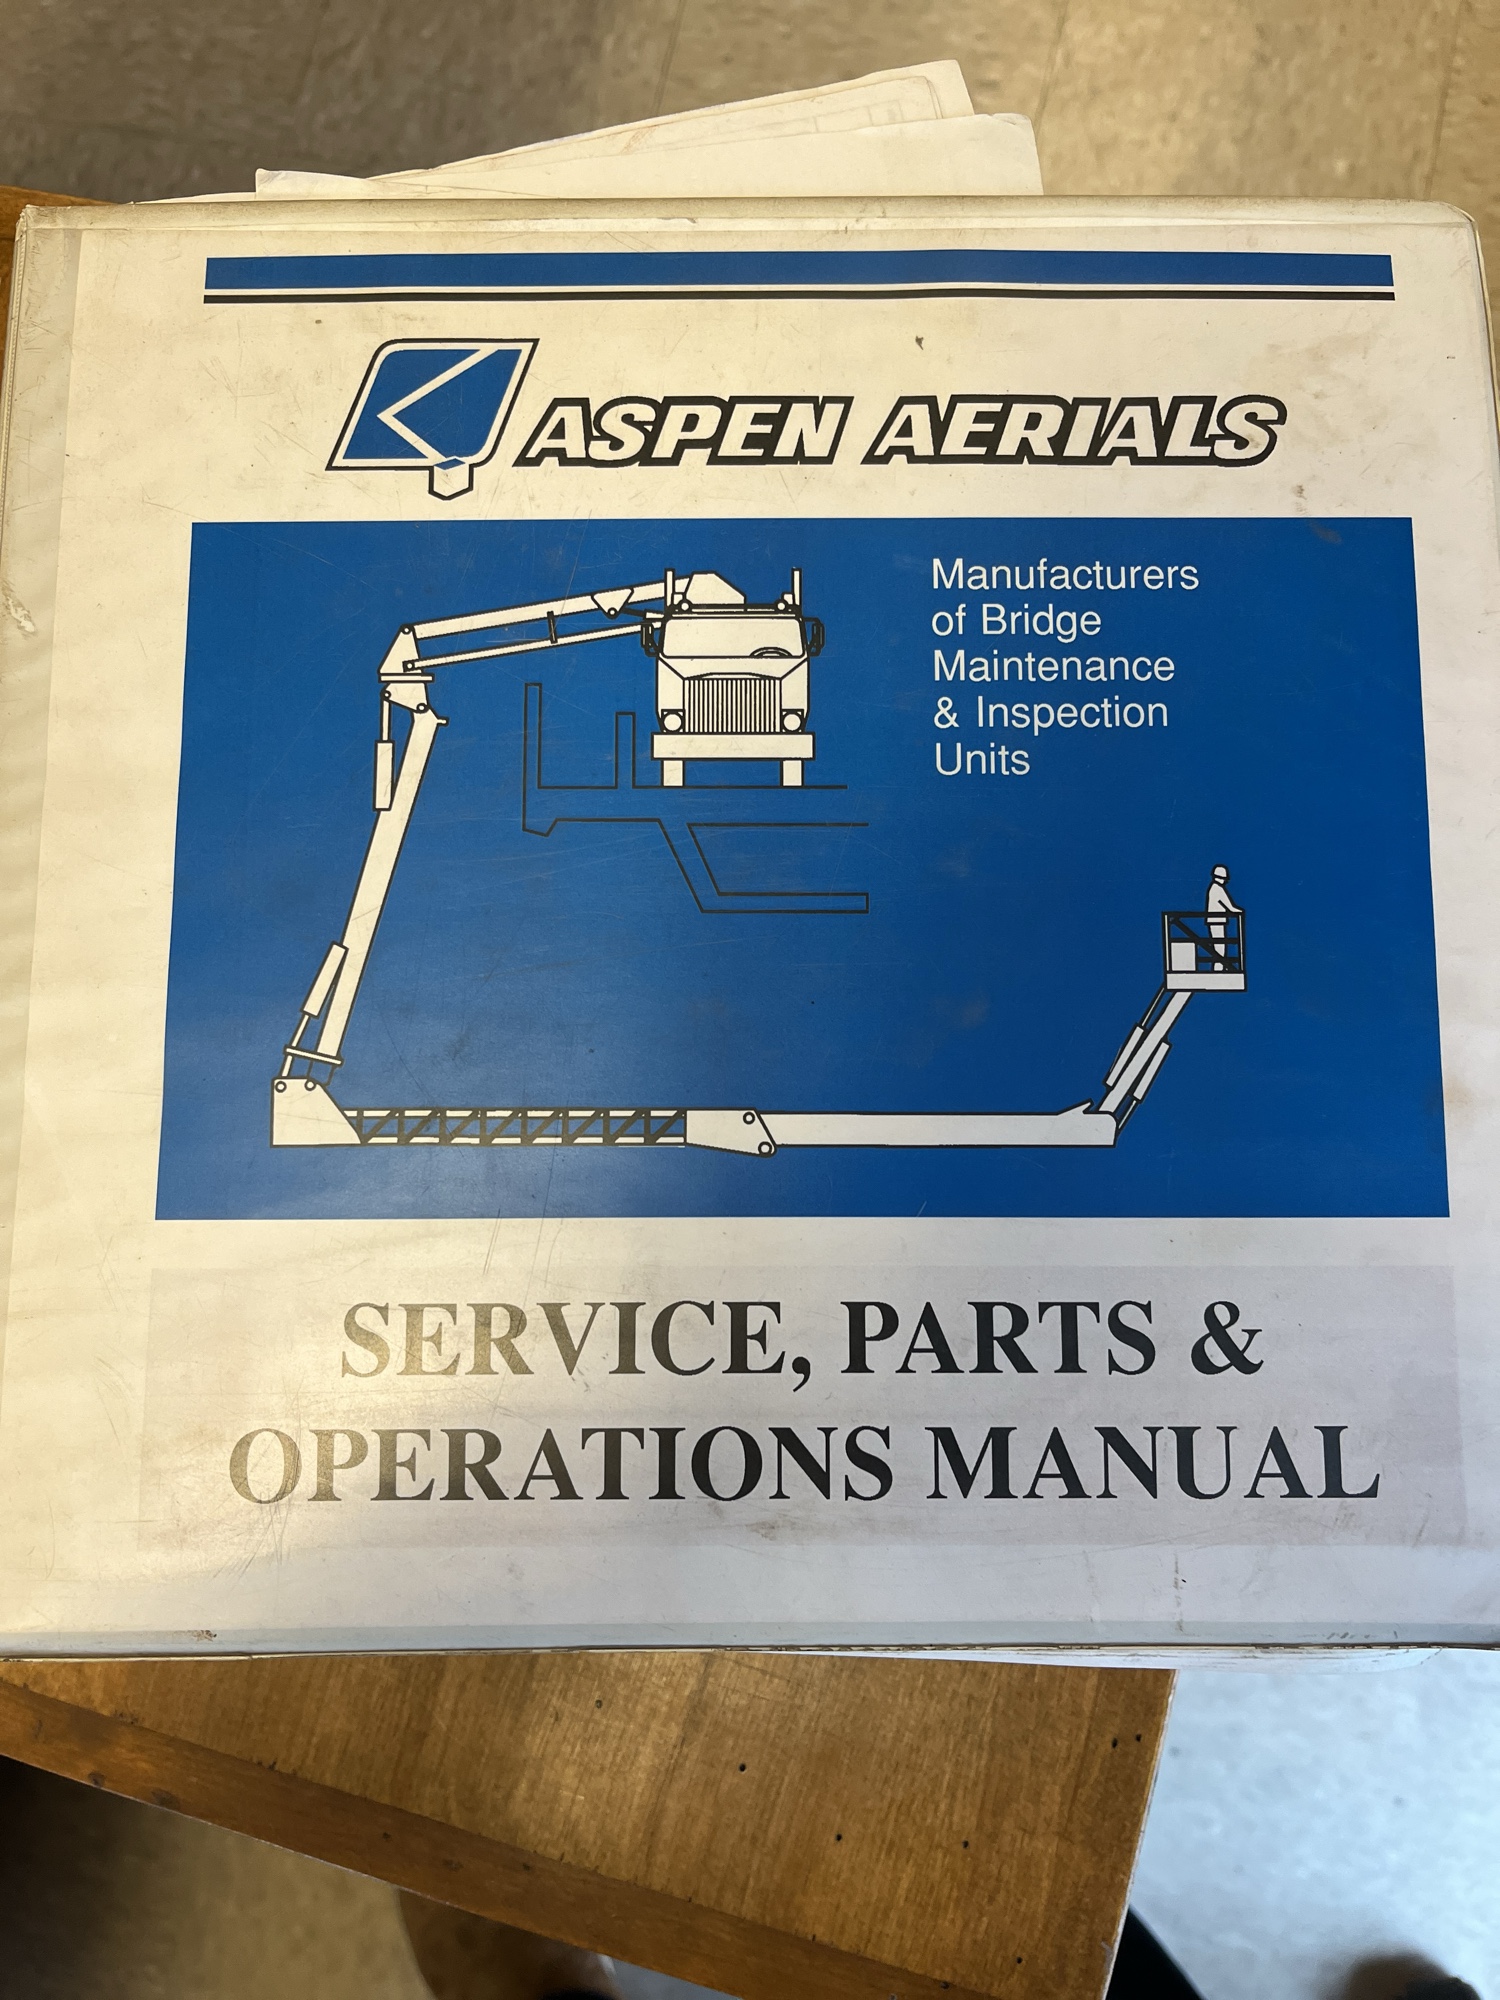 ASPEN AERIALS
Manufacturers
of Bridge
Maintenance
& Inspection
Units
SERVICE, PARTS &
OPERATIONS MANUAL